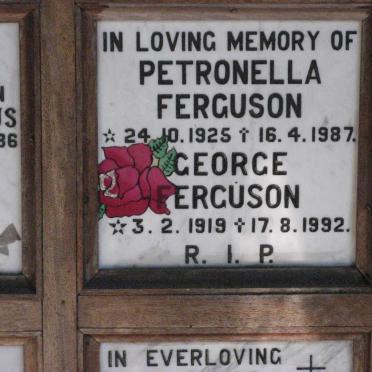 IN LOVING MEMORY OF
PETRONELLA
FERGUSON
☆ 24.10.1925 ✝ 16.4.1987.
GEORGE
FERGUSON
☆ 3. 2. 1919 ✝ 17. 8. 1992.
R. I. P.
IN EVERLOVING